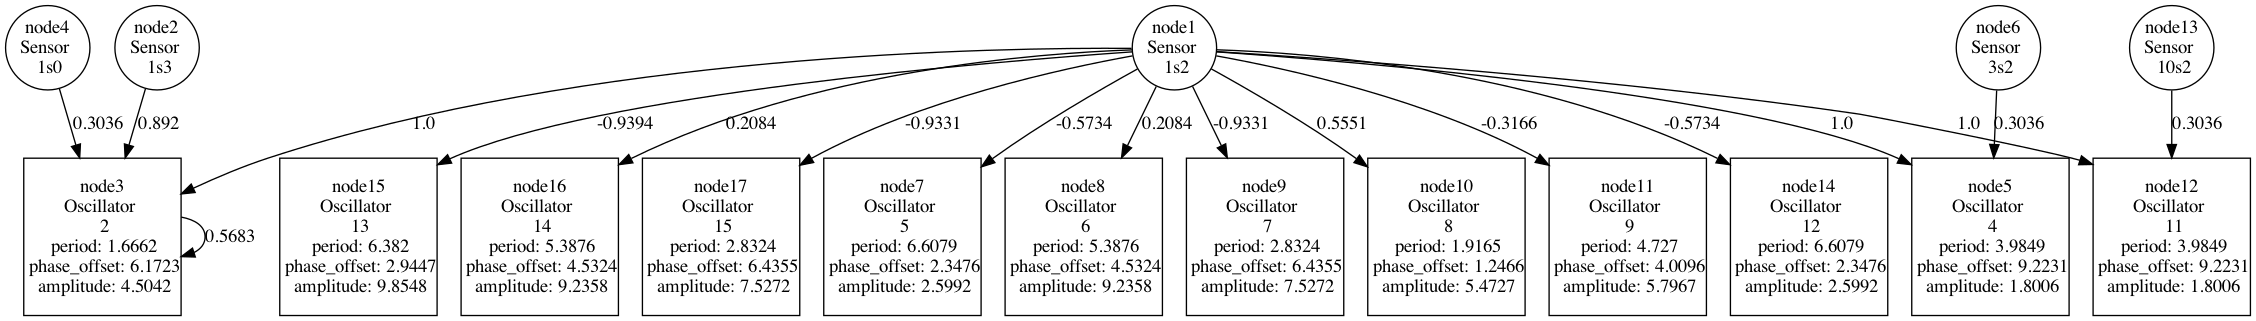 node4
Sensor
1s0
node2
Sensor
1s3
node1
Sensor
1s2
node6
Sensor
3s2
node13
Sensor
10s2
0.3036
0.892
1.0
-0.9394
0.2084
-0.9331
-0.5734
0.2084
-0.9331
0.5551
-0.3166
-0.5734
1.0
1.0
0.3036
0.3036
node3
Oscillator
2
period: 1.6662
phase_offset: 6.1723
amplitude: 4.5042
0.5683
node15
Oscillator
13
period: 6.382
phase_offset: 2.9447
amplitude: 9.8548
node16
Oscillator
14
period: 5.3876
phase_offset: 4.5324
amplitude: 9.2358
node17
Oscillator
15
period: 2.8324
phase_offset: 6.4355
amplitude: 7.5272
node7
Oscillator
5
period: 6.6079
phase_offset: 2.3476
amplitude: 2.5992
node8
Oscillator
6
period: 5.3876
phase_offset: 4.5324
amplitude: 9.2358
node9
Oscillator
7
period: 2.8324
phase_offset: 6.4355
amplitude: 7.5272
node10
Oscillator
8
period: 1.9165
phase_offset: 1.2466
amplitude: 5.4727
node11
Oscillator
9
period: 4.727
phase_offset: 4.0096
amplitude: 5.7967
node14
Oscillator
12
period: 6.6079
phase_offset: 2.3476
amplitude: 2.5992
node5
Oscillator
4
period: 3.9849
phase_offset: 9.2231
amplitude: 1.8006
node12
Oscillator
11
period: 3.9849
phase_offset: 9.2231
amplitude: 1.8006